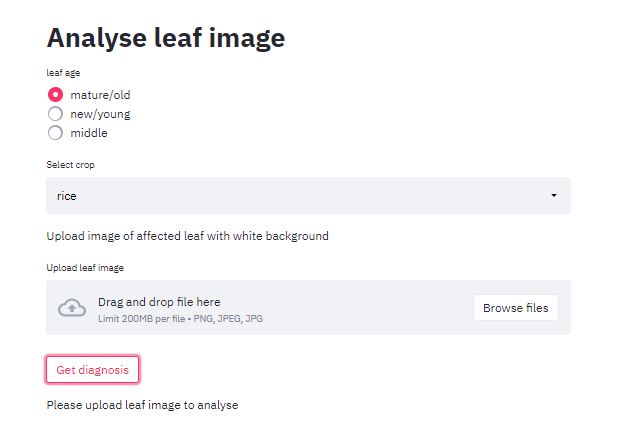 Analyse leaf image
leaf age
mature/old
new/young
middle
Select crop
rice
Upload image of affected leaf with white background
Upload leaf image
Drag and drop file here
Limit 200MB per file • PNG, JPEG, JPG
Browse files
Get diagnosis
Please upload leaf image to analyse